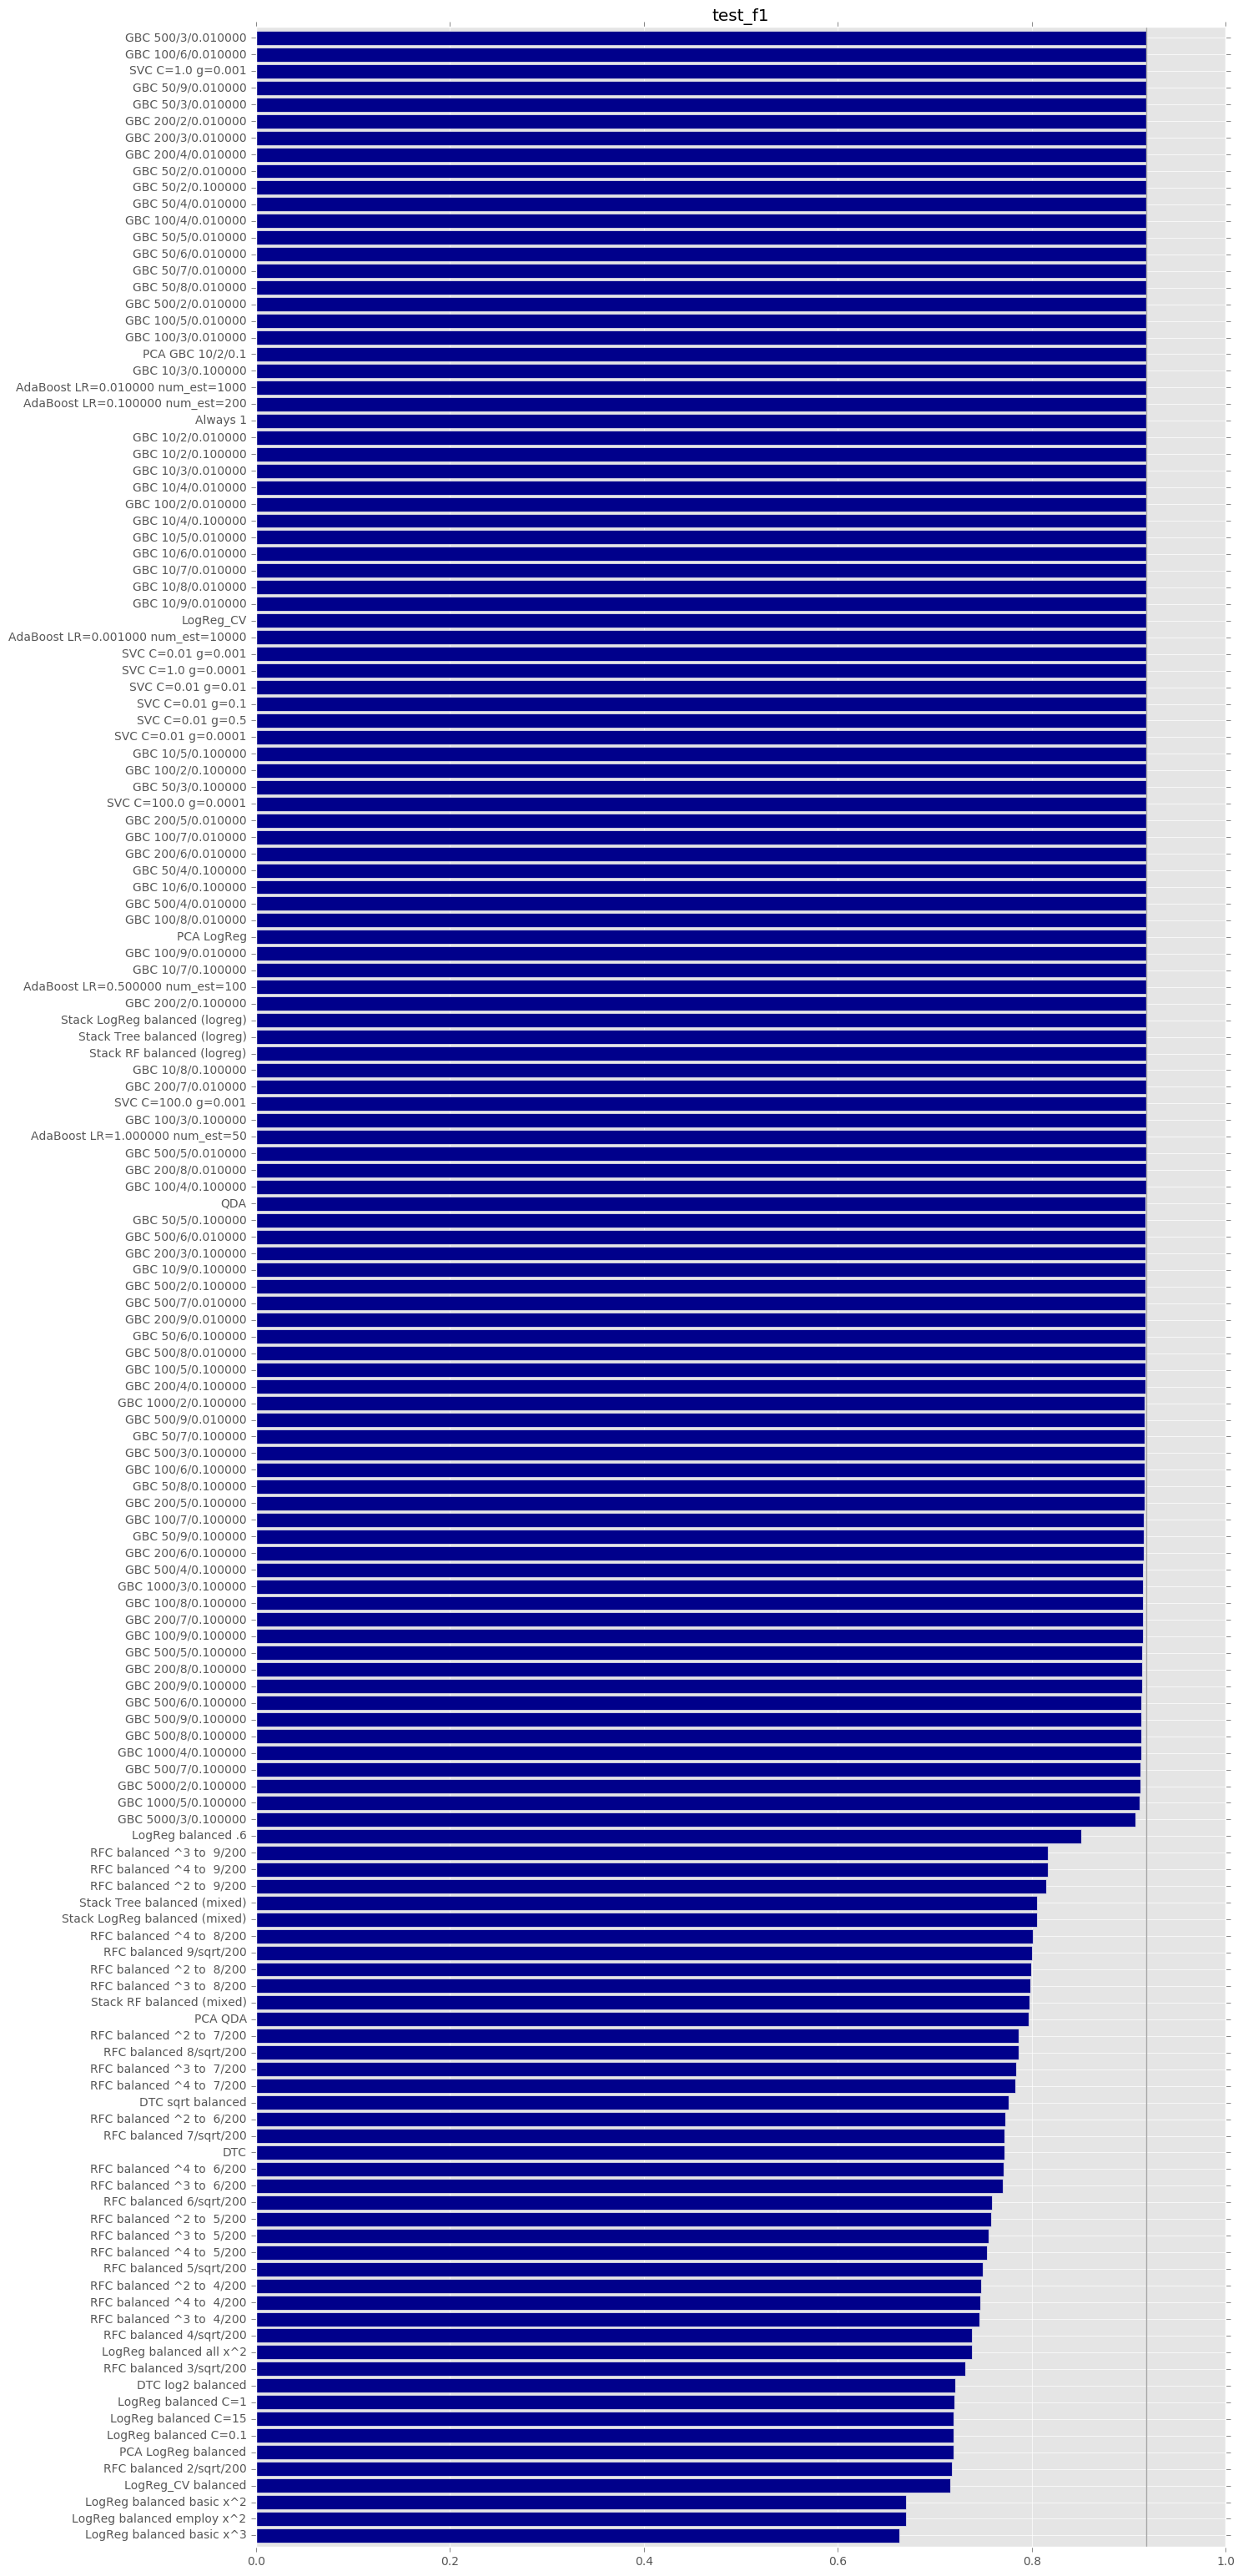 test_f1
GBC 500/3/0.010000
GBC 100/6/0.010000
SVC C=1.0 g=0.001
GBC 50/9/0.010000
GBC 50/3/0.010000
GBC 200/2/0.010000
GBC 200/3/0.010000
GBC 200/4/0.010000
GBC 50/2/0.010000
GBC 50/2/0.100000
GBC 50/4/0.010000
GBC 100/4/0.010000
GBC 50/5/0.010000
GBC 50/6/0.010000
GBC 50/7/0.010000
GBC 50/8/0.010000
GBC 500/2/0.010000
GBC 100/5/0.010000
GBC 100/3/0.010000
PCA GBC 10/2/0.1
GBC 10/3/0.100000
AdaBoost LR=0.010000 num_est=1000
AdaBoost LR=0.100000 num_est=200
Always 1
GBC 10/2/0.010000
GBC 10/2/0.100000
GBC 10/3/0.010000
GBC 10/4/0.010000
GBC 100/2/0.010000
GBC 10/4/0.100000
GBC 10/5/0.010000
GBC 10/6/0.010000
GBC 10/7/0.010000
GBC 10/8/0.010000
GBC 10/9/0.010000
LogReg_CV
AdaBoost LR=0.001000 num_est=10000
SVC C=0.01 g=0.001
SVC C=1.0 g=0.0001
SVC C=0.01 g=0.01
SVC C=0.01 g=0.1
SVC C=0.01 g=0.5
SVC C=0.01 g=0.0001
GBC 10/5/0.100000
GBC 100/2/0.100000
GBC 50/3/0.100000
SVC C=100.0 g=0.0001
GBC 200/5/0.010000
GBC 100/7/0.010000
GBC 200/6/0.010000
GBC 50/4/0.100000
GBC 10/6/0.100000
GBC 500/4/0.010000
GBC 100/8/0.010000
PCA LogReg
GBC 100/9/0.010000
GBC 10/7/0.100000
AdaBoost LR=0.500000 num_est=100
GBC 200/2/0.100000
Stack LogReg balanced (logreg)
Stack Tree balanced (logreg)
Stack RF balanced (logreg)
GBC 10/8/0.100000
GBC 200/7/0.010000
SVC C=100.0 g=0.001
GBC 100/3/0.100000
AdaBoost LR=1.000000 num_est=50
GBC 500/5/0.010000
GBC 200/8/0.010000
GBC 100/4/0.100000
QDA
GBC 50/5/0.100000
GBC 500/6/0.010000
GBC 200/3/0.100000
GBC 10/9/0.100000
GBC 500/2/0.100000
GBC 500/7/0.010000
GBC 200/9/0.010000
GBC 50/6/0.100000
GBC 500/8/0.010000
GBC 100/5/0.100000
GBC 200/4/0.100000
GBC 1000/2/0.100000
GBC 500/9/0.010000
GBC 50/7/0.100000
GBC 500/3/0.100000
GBC 100/6/0.100000
GBC 50/8/0.100000
GBC 200/5/0.100000
GBC 100/7/0.100000
GBC 50/9/0.100000
GBC 200/6/0.100000
GBC 500/4/0.100000
GBC 1000/3/0.100000
GBC 100/8/0.100000
GBC 200/7/0.100000
GBC 100/9/0.100000
GBC 500/5/0.100000
GBC 200/8/0.100000
GBC 200/9/0.100000
GBC 500/6/0.100000
GBC 500/9/0.100000
GBC 500/8/0.100000
GBC 1000/4/0.100000
GBC 500/7/0.100000
GBC 5000/2/0.100000
GBC 1000/5/0.100000
GBC 5000/3/0.100000
LogReg balanced .6
RFC balanced ^3 to  9/200
RFC balanced ^4 to  9/200
RFC balanced ^2 to  9/200
Stack Tree balanced (mixed)
Stack LogReg balanced (mixed)
RFC balanced ^4 to  8/200
RFC balanced 9/sqrt/200
RFC balanced ^2 to  8/200
RFC balanced ^3 to  8/200
Stack RF balanced (mixed)
PCA QDA
RFC balanced ^2 to  7/200
RFC balanced 8/sqrt/200
RFC balanced ^3 to  7/200
RFC balanced ^4 to  7/200
DTC sqrt balanced
RFC balanced ^2 to  6/200
RFC balanced 7/sqrt/200
DTC
RFC balanced ^4 to  6/200
RFC balanced ^3 to  6/200
RFC balanced 6/sqrt/200
RFC balanced ^2 to  5/200
RFC balanced ^3 to  5/200
RFC balanced ^4 to  5/200
RFC balanced 5/sqrt/200
RFC balanced ^2 to  4/200
RFC balanced ^4 to  4/200
RFC balanced ^3 to  4/200
RFC balanced 4/sqrt/200
LogReg balanced all x^2
RFC balanced 3/sqrt/200
DTC log2 balanced
LogReg balanced C=1
LogReg balanced C=15
LogReg balanced C=0.1
PCA LogReg balanced
RFC balanced 2/sqrt/200
LogReg_CV balanced
LogReg balanced basic x^2
LogReg balanced employ x^2
LogReg balanced basic x^3
0.0 0.2 0.4 0.6 0.8 1.0